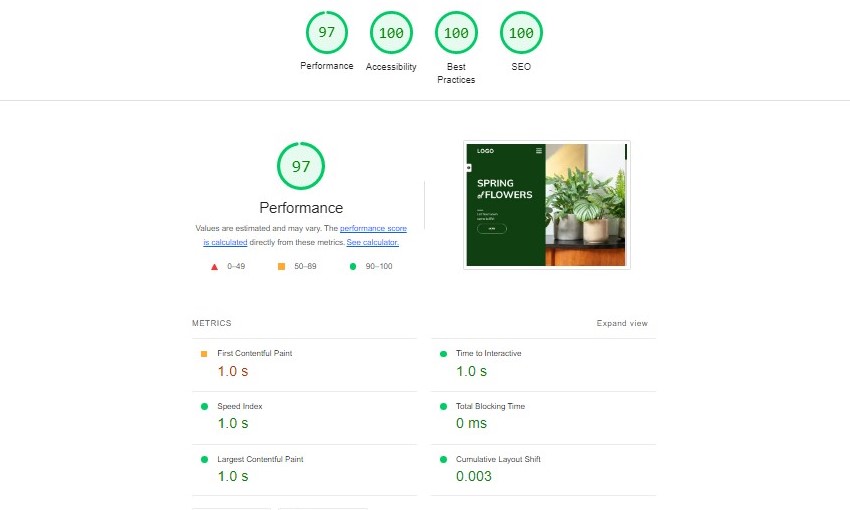 97
100
100
100
Performance
Accessibility
Best
Practices
SEO
97
Performance
Values are estimated and may vary. The performance score
is calculated directly from these metrics. See calculator.
0–49
50–89
90–100
LOGO
SPRING
of FLOWERS
METRICS
Expand view
First Contentful Paint
1.0 s
Time to Interactive
1.0 s
Speed Index
1.0 s
Total Blocking Time
0 ms
Largest Contentful Paint
1.0 s
Cumulative Layout Shift
0.003